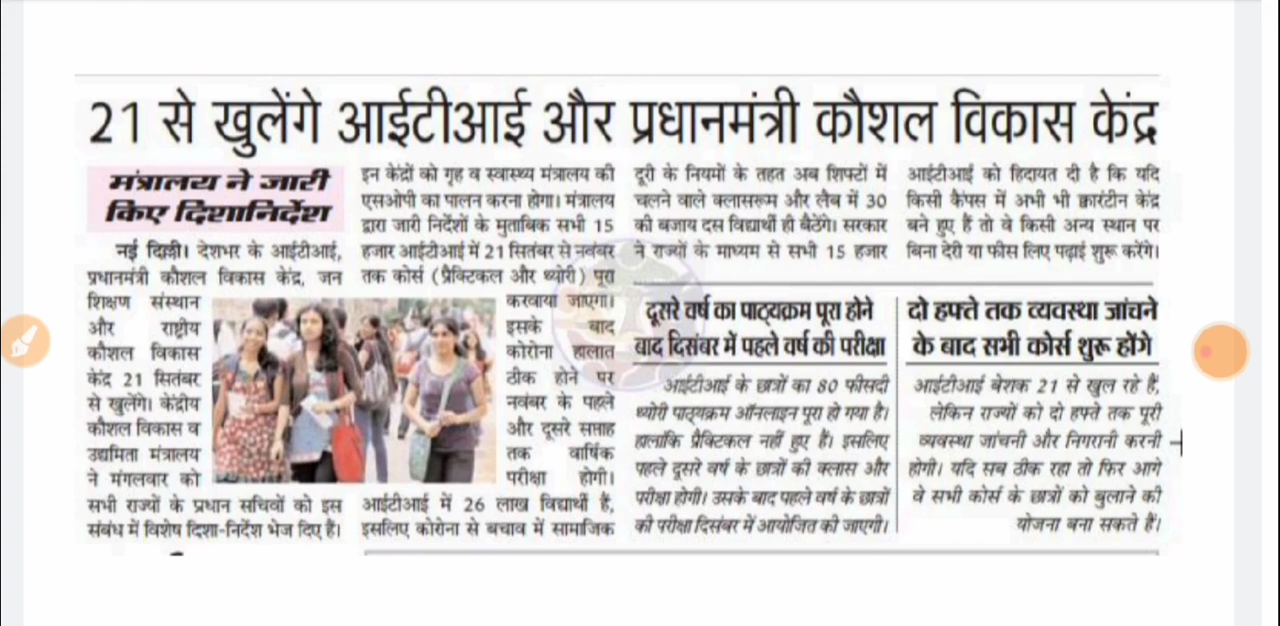 21 से खुलेंगे आईटीआई और प्रधानमंत्री कौशल विकास केंद्र
मंत्रालय ने जारी
किए दिशानिर्देश
नई दिल्ली। देशभर के आईटीआई,
प्रधानमंत्री कौशल विकास केंद्र, जन
शिक्षण संस्थान
और राष्ट्रीय
कौशल विकास
केंद्र 21 सितंबर
से खुलेंगे। केंद्रीय
कौशल विकास व
उद्यमिता मंत्रालय
ने मंगलवार को
सभी राज्यों के प्रधान सचिवों को इस
संबंध में विशेष दिशा-निर्देश भेज दिए हैं।
इन केंद्रों को गृह व स्वास्थ्य मंत्रालय की
एसओपी का पालन करना होगा। मंत्रालय
द्वारा जारी निर्देशों के मुताबिक सभी 15
हजार आईटीआई में 21 सितंबर से नवंबर
तक कोर्स (प्रैक्टिकल और थ्योरी) पूरा
करवाया जाएगा।
इसके बाद
कोरोना हालात
ठीक होने पर
नवंबर के पहले
और दूसरे सप्ताह
तक वार्षिक
परीक्षा होगी।
आईटीआई में 26 लाख विद्यार्थी हैं,
इसलिए कोरोना से बचाव में सामाजिक
दूरी के नियमों के तहत अब शिफ्टों में
चलने वाले क्लासरूम और लैब में 30
की बजाय दस विद्यार्थी ही बैठेंगे। सरकार
ने राज्यों के माध्यम से सभी 15 हजार
आईटीआई को हिदायत दी है कि यदि
किसी कैंपस में अभी भी क्वारंटीन केंद्र
बने हुए हैं तो वे किसी अन्य स्थान पर
बिना देरी या फीस लिए पढ़ाई शुरू करेंगे।
दूसरे वर्ष का पाठ्यक्रम पूरा होने
बाद दिसंबर में पहले वर्ष की परीक्षा
आईटीआई के छात्रों का 80 फीसदी
थ्योरी पाठ्यक्रम ऑनलाइन पूरा हो गया है।
हालांकि प्रैक्टिकल नहीं हुए हैं। इसलिए
पहले दूसरे वर्ष के छात्रों की क्लास और
परीक्षा होगी। उसके बाद पहले वर्ष के छात्रों
की परीक्षा दिसंबर में आयोजित की जाएगी।
दो हफ्ते तक व्यवस्था जांचने
के बाद सभी कोर्स शुरू होंगे
आईटीआई बेशक 21 से खुल रहे हैं,
लेकिन राज्यों को दो हफ्ते तक पूरी
व्यवस्था जांचनी और निगरानी करनी
होगी। यदि सब ठीक रहा तो फिर आगे
वे सभी कोर्स के छात्रों को बुलाने की
योजना बना सकते हैं।